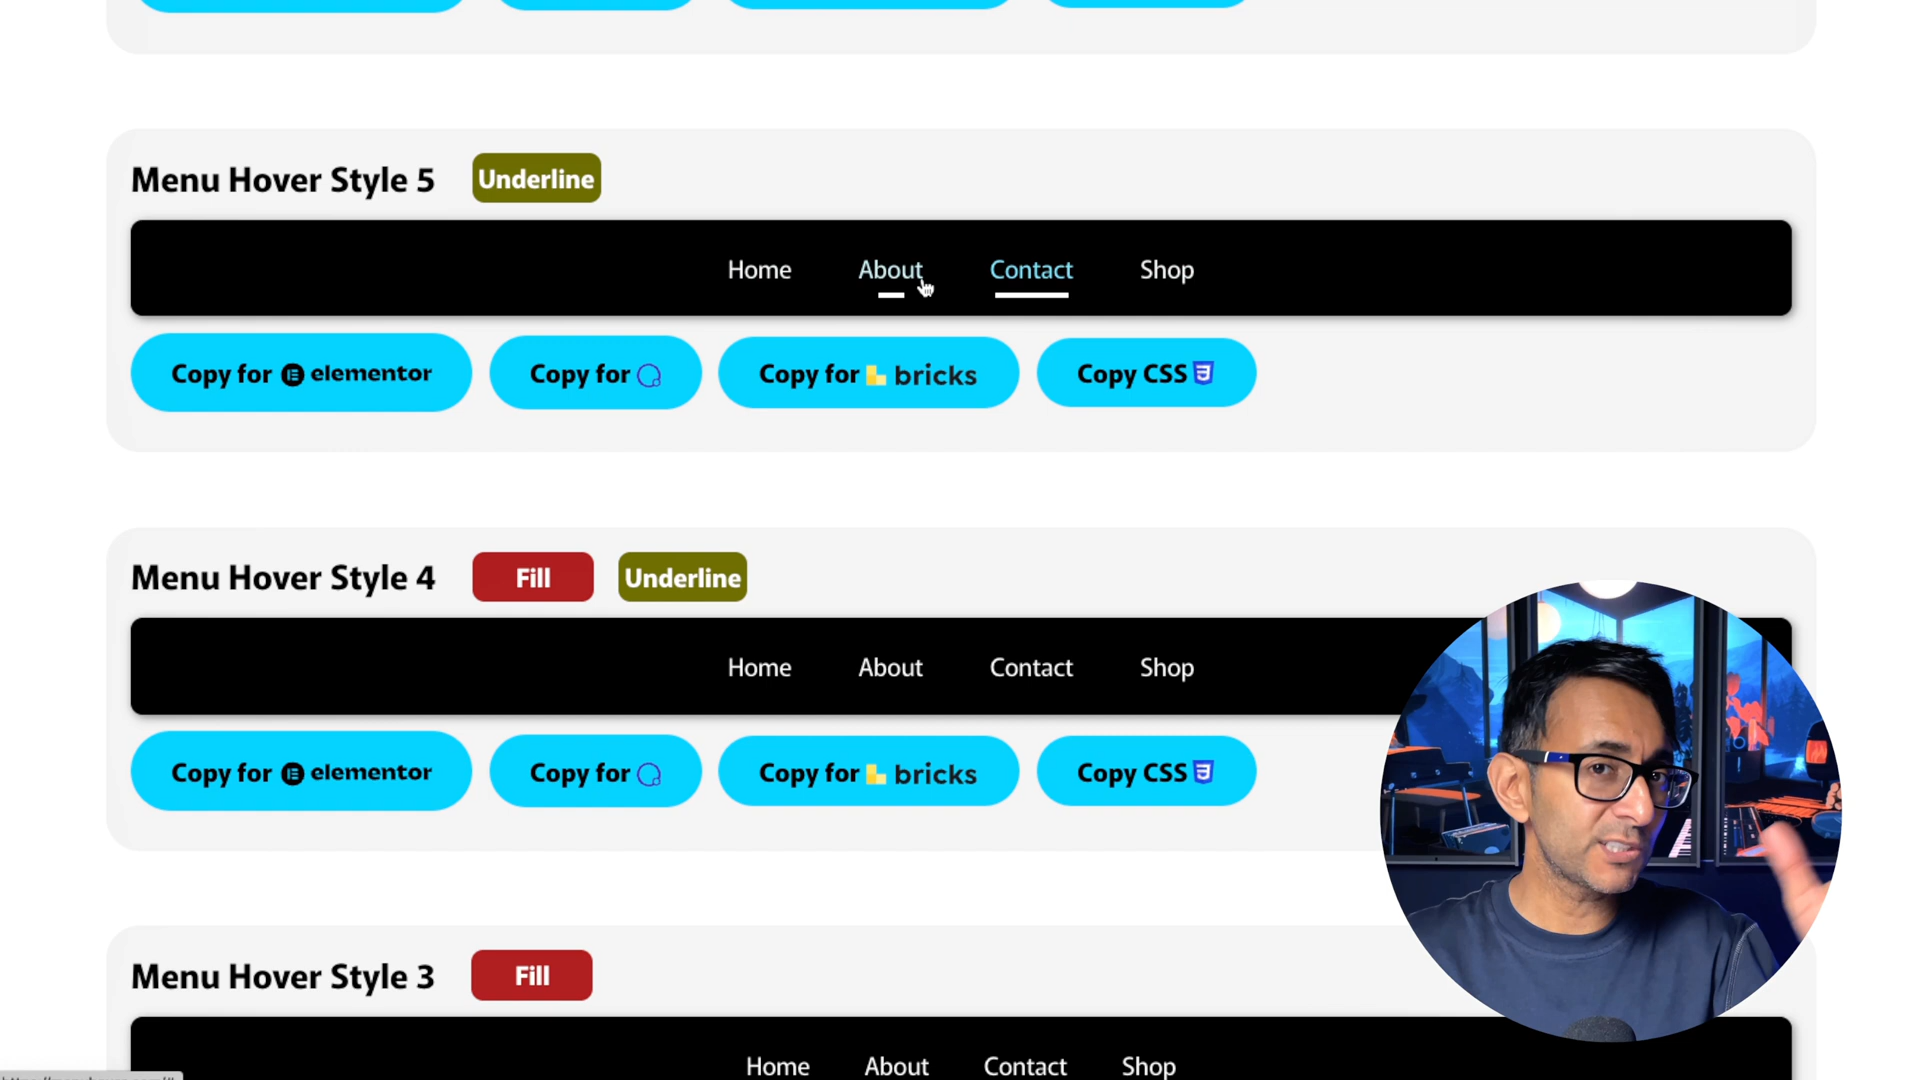 Menu Hover Style 5 Underline
Home About Contact Shop
Copy for elementor Copy for Copy for bricks Copy CSS
Menu Hover Style 4 Fill Underline
Home About Contact Shop
Copy for elementor Copy for Copy for bricks Copy CSS
Menu Hover Style 3 Fill
Home About Contact Shop